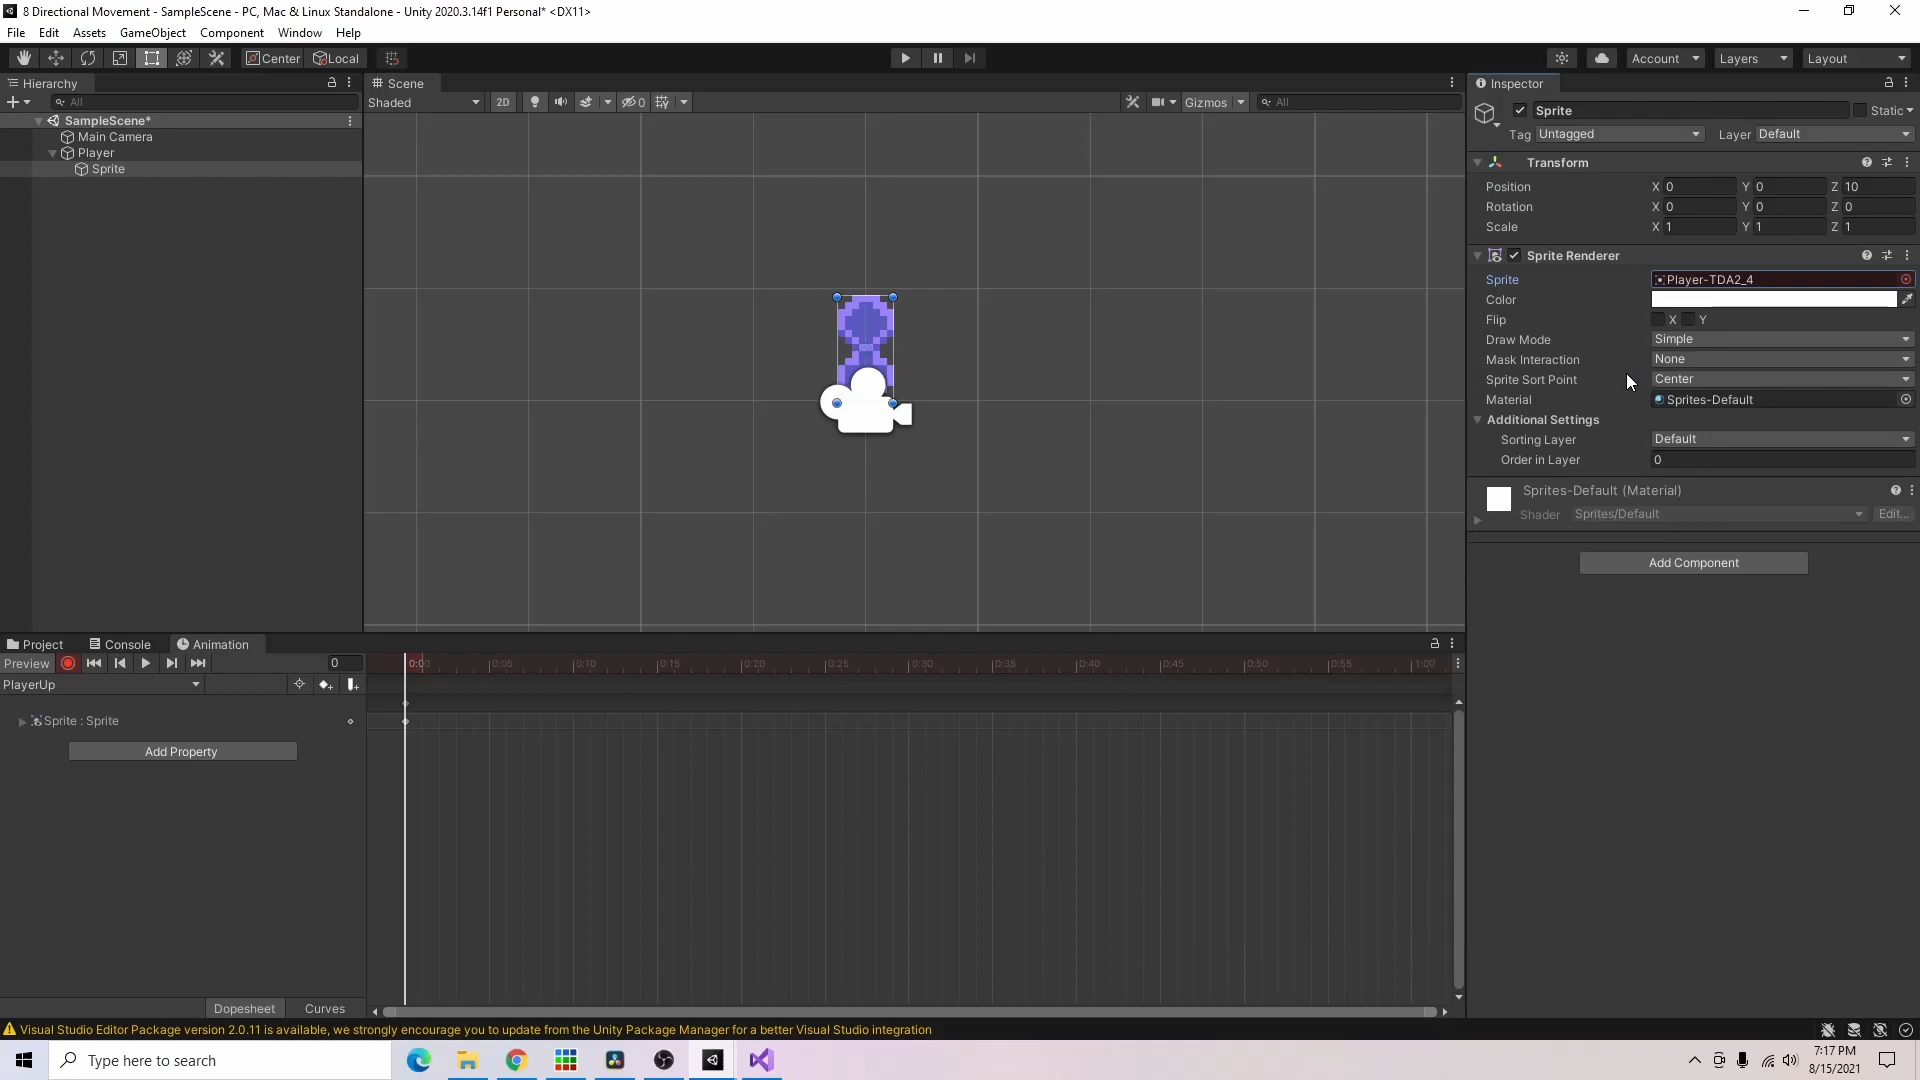 8 Directional Movement - SampleScene - PC, Mac & Linux Standalone - Unity 2020.3.14f1 Personal* <DX11>
File Edit Assets GameObject Component Window Help
Center Local Account Layers Layout
Hierarchy
All
SampleScene*
Main Camera
Player
Sprite
Scene
Shaded 2D 0 Gizmos All
Inspector
Sprite Static
Tag Untagged Layer Default
Transform
Position X 0 Y 0 Z 10
Rotation X 0 Y 0 Z 0
Scale X 1 Y 1 Z 1
Sprite Renderer
Sprite Player-TDA2_4
Color
Flip X Y
Draw Mode Simple
Mask Interaction None
Sprite Sort Point Center
Material Sprites-Default
Additional Settings
Sorting Layer Default
Order in Layer 0
Sprites-Default (Material)
Shader Sprites/Default Edit...
Add Component
Project Console Animation
Preview 0 0:00 0:05 0:10 0:15 0:20 0:25 0:30 0:35 0:40 0:45 0:50 0:55 1:00
PlayerUp
Sprite : Sprite
Add Property
Dopesheet Curves
Visual Studio Editor Package version 2.0.11 is available, we strongly encourage you to update from the Unity Package Manager for a better Visual Studio integration
Type here to search
7:17 PM
8/15/2021